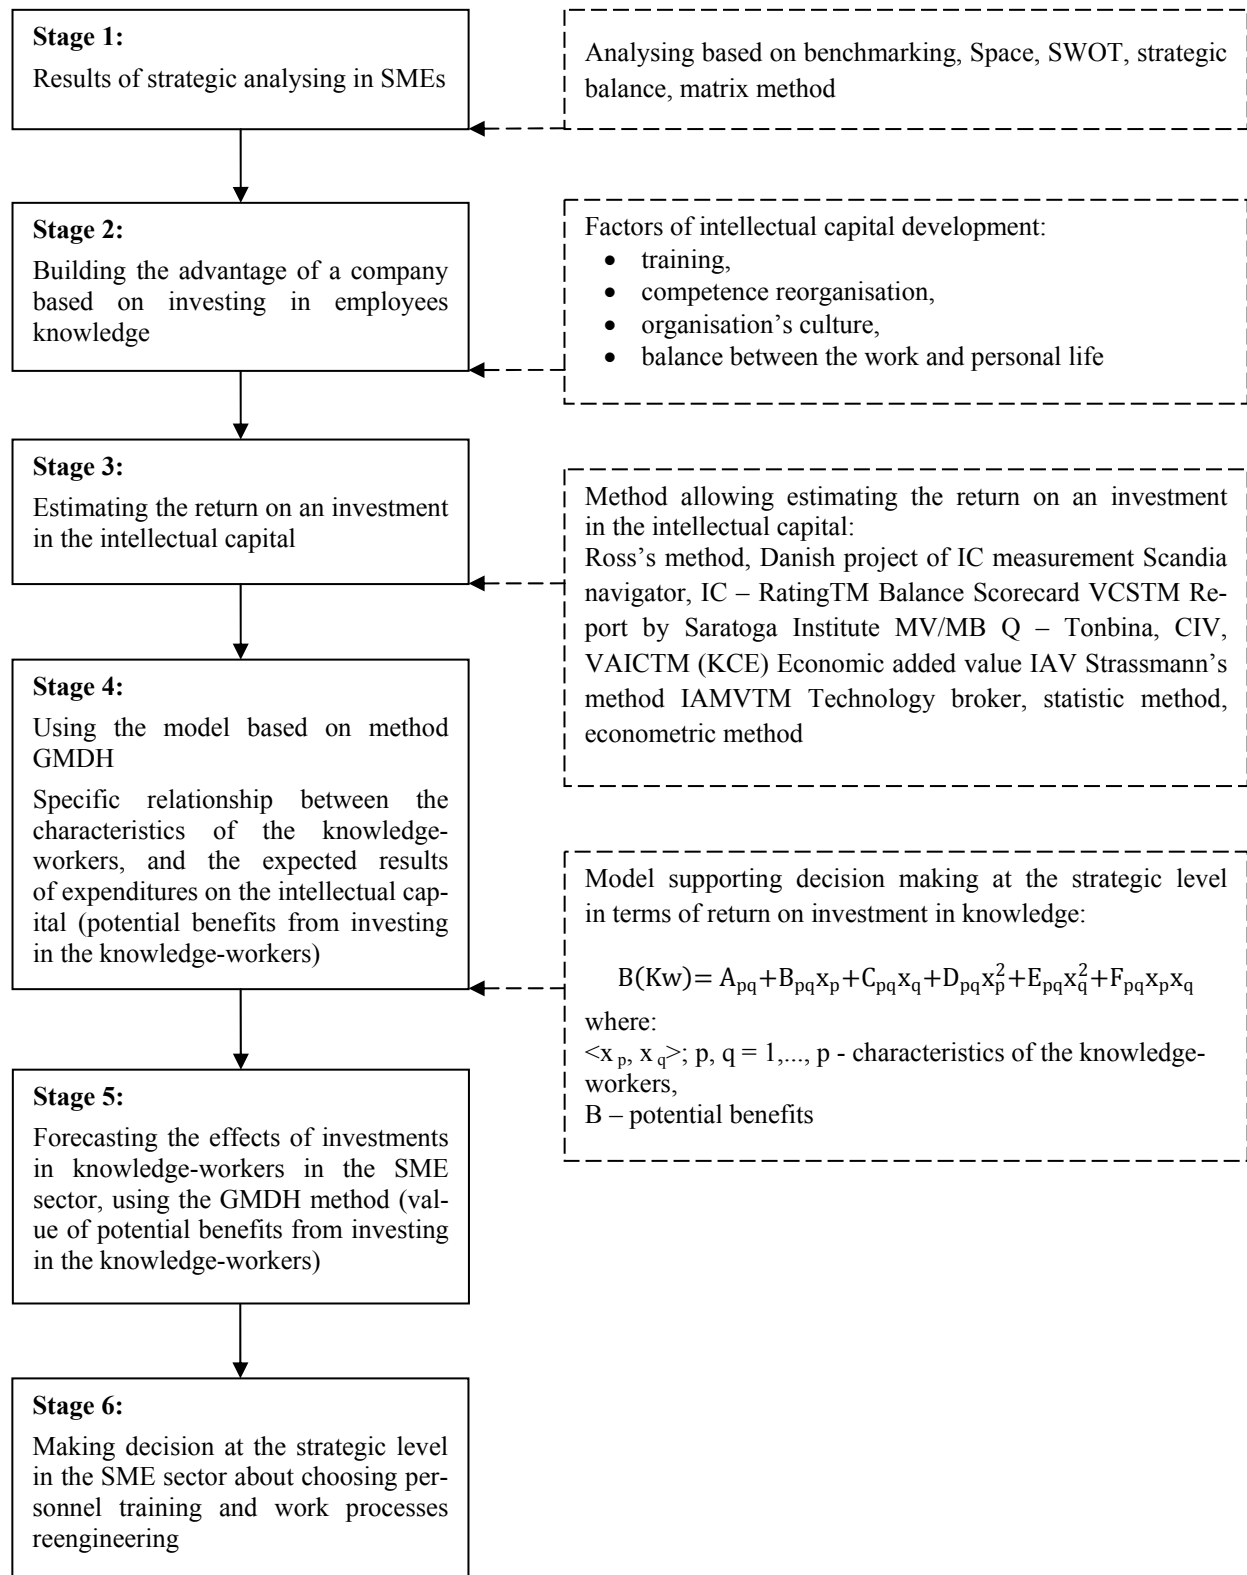 Stage 1:
Results of strategic analysing in SMEs
Analysing based on benchmarking, Space, SWOT, strategic
balance, matrix method
Stage 2:
Building the advantage of a company
based on investing in employees
knowledge
Factors of intellectual capital development:
• training,
• competence reorganisation,
• organisation’s culture,
• balance between the work and personal life
Stage 3:
Estimating the return on an investment
in the intellectual capital
Method allowing estimating the return on an investment
in the intellectual capital:
Ross’s method, Danish project of IC measurement Scandia
navigator, IC – RatingTM Balance Scorecard VCSTM Re-
port by Saratoga Institute MV/MB Q – Tonbina, CIV,
VAICTM (KCE) Economic added value IAV Strassmann’s
method IAMVTM Technology broker, statistic method,
econometric method
Stage 4:
Using the model based on method
GMDH
Specific relationship between the
characteristics of the knowledge-
workers, and the expected results
of expenditures on the intellectual cap-
ital (potential benefits from investing
in the knowledge-workers)
Model supporting decision making at the strategic level
in terms of return on investment in knowledge:
B(Kw)= A_pq+B_pqx_p+C_pqx_q+D_pqx_p^2+E_pqx_q^2+F_pqx_px_q
where:
<x p, x q>; p, q = 1,..., p - characteristics of the knowledge-
workers,
B – potential benefits
Stage 5:
Forecasting the effects of investments
in knowledge-workers in the SME
sector, using the GMDH method (val-
ue of potential benefits from investing
in the knowledge-workers)
Stage 6:
Making decision at the strategic level
in the SME sector about choosing per-
sonnel training and work processes
reengineering